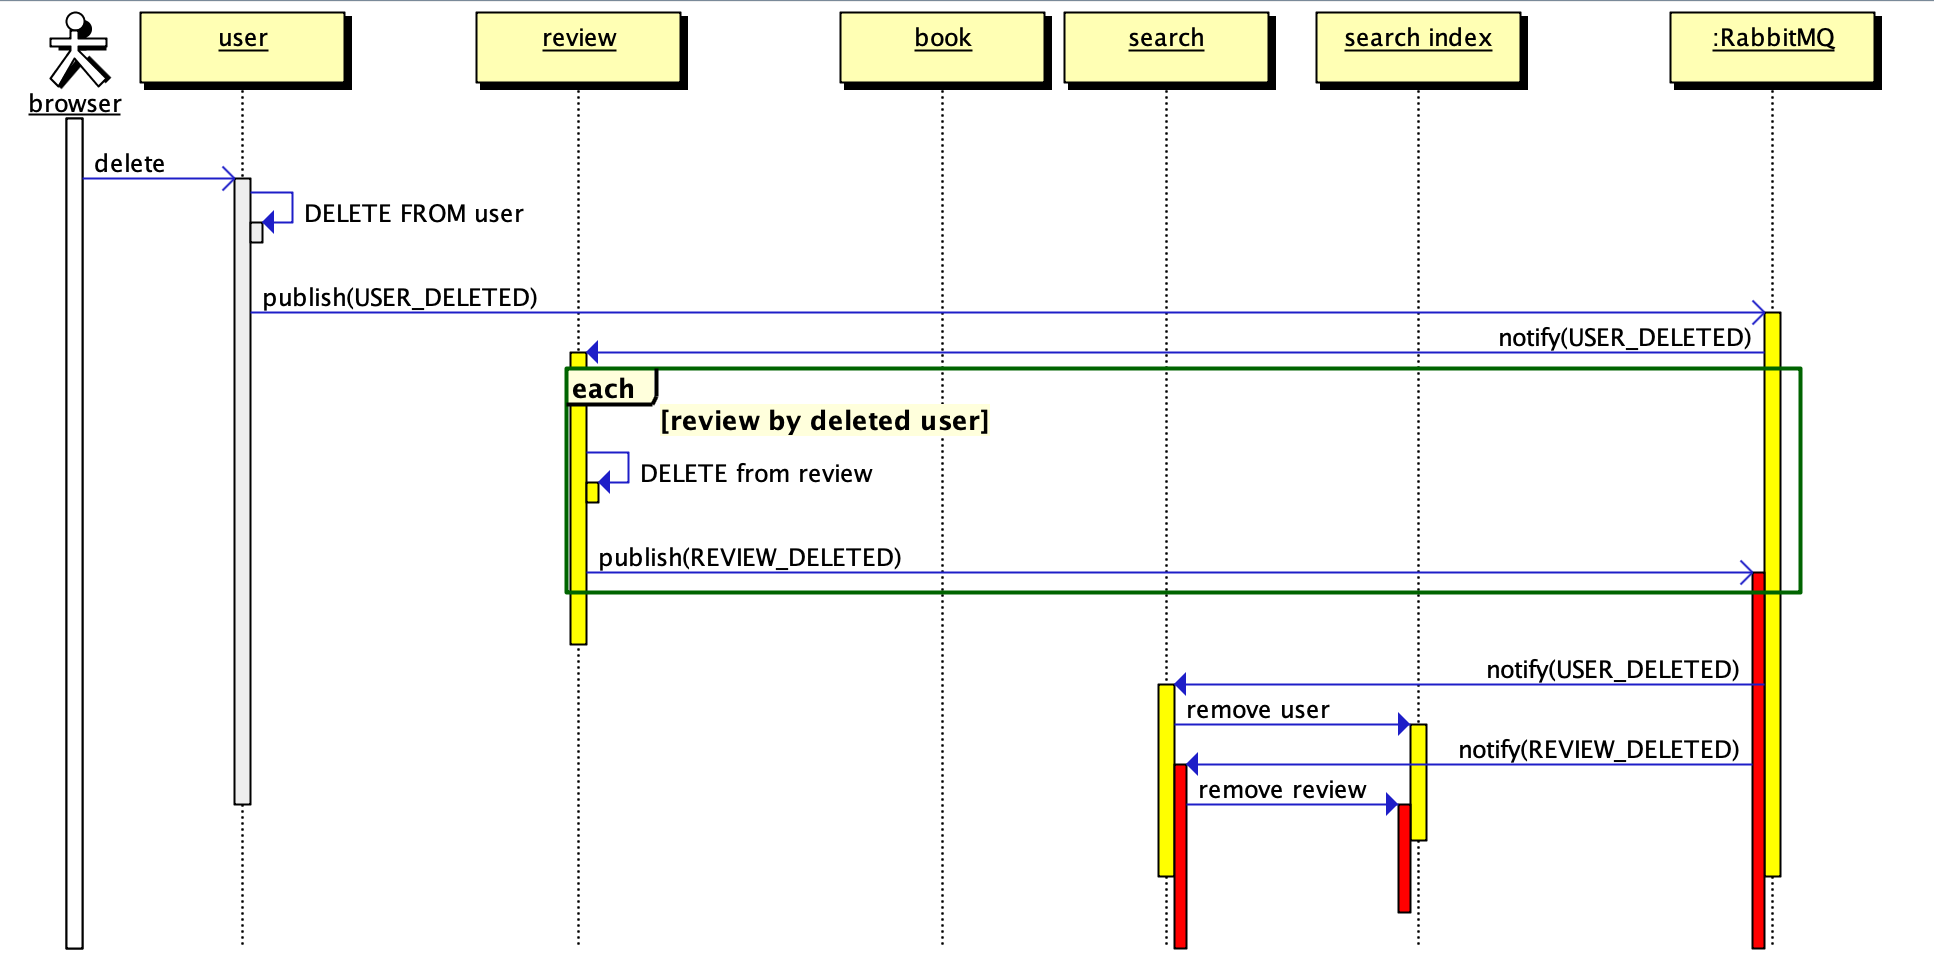 user
review
book
search
search index
:RabbitMQ
browser
delete
DELETE FROM user
publish(USER_DELETED)
notify(USER_DELETED)
each
[review by deleted user]
DELETE from review
publish(REVIEW_DELETED)
notify(USER_DELETED)
remove user
notify(REVIEW_DELETED)
remove review